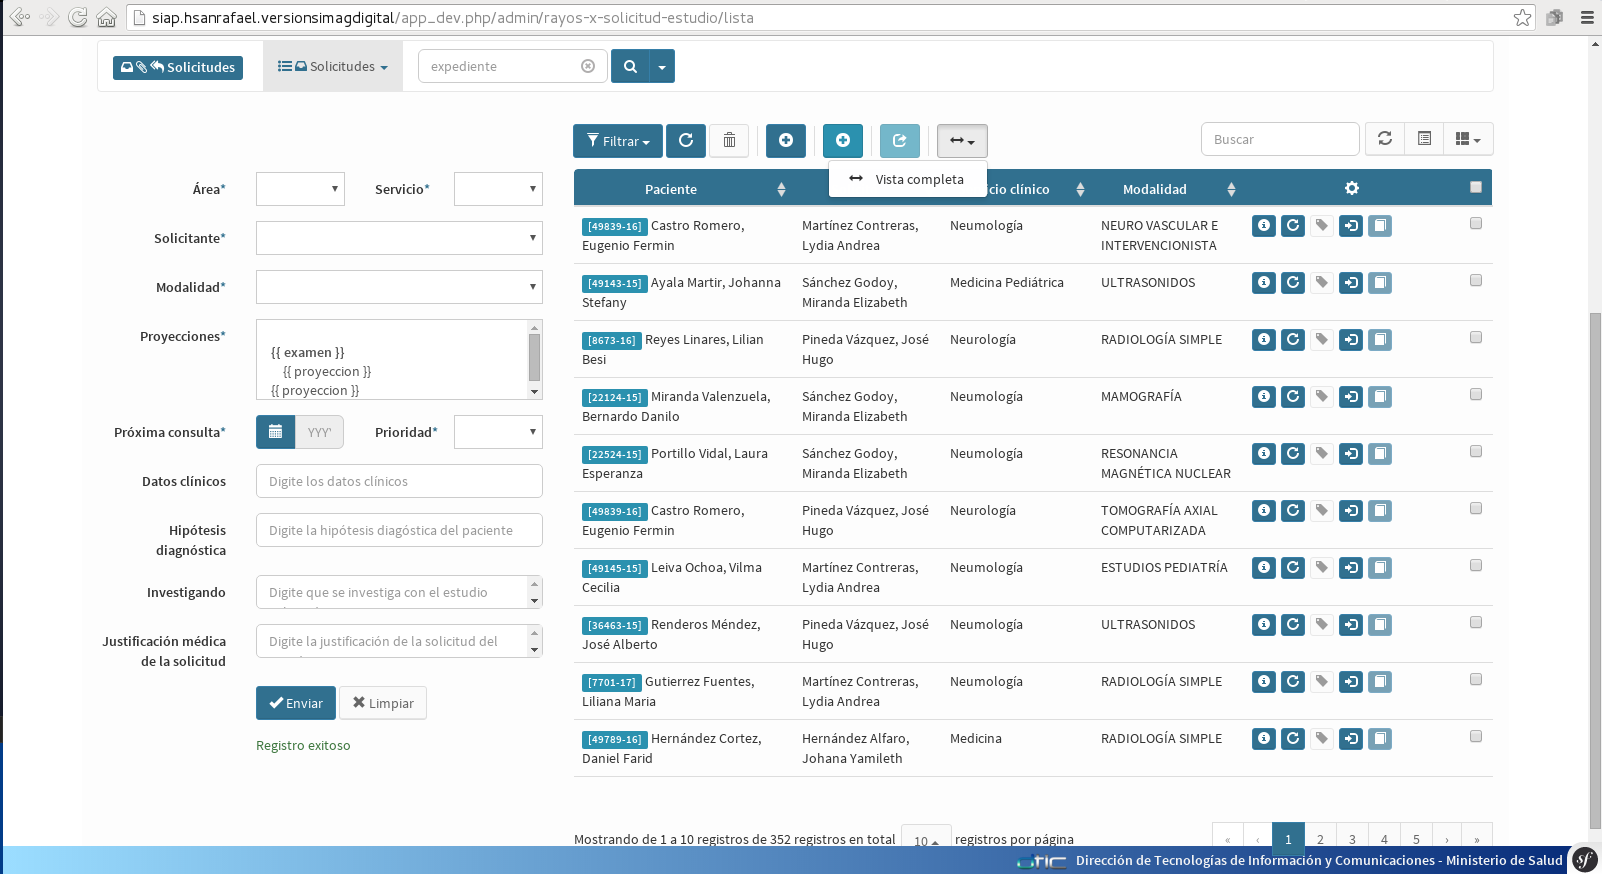 siap.hsanrafael.versionsimagdigital/app_dev.php/admin/rayos-x-solicitud-estudio/lista
Solicitudes
Solicitudes
expediente
Filtrar
Buscar
Vista completa
Área*
Servicio*
Solicitante*
Modalidad*
Proyecciones*
{{ examen }}
{{ proyeccion }}
{{ proyeccion }}
Próxima consulta*
YYY
Prioridad*
Datos clínicos
Digite los datos clínicos
Hipótesis
diagnóstica
Digite la hipótesis diagóstica del paciente
Investigando
Digite que se investiga con el estudio
Justificación médica
de la solicitud
Digite la justificación de la solicitud del
Enviar
Limpiar
Registro exitoso
Paciente
icio clínico
Modalidad
[49839-16] Castro Romero,
Eugenio Fermin
Martínez Contreras,
Lydia Andrea
Neumología
NEURO VASCULAR E
INTERVENCIONISTA
[49143-15] Ayala Martir, Johanna
Stefany
Sánchez Godoy,
Miranda Elizabeth
Medicina Pediátrica
ULTRASONIDOS
[8673-16] Reyes Linares, Lilian
Besi
Pineda Vázquez, José
Hugo
Neurología
RADIOLOGÍA SIMPLE
[22124-15] Miranda Valenzuela,
Bernardo Danilo
Sánchez Godoy,
Miranda Elizabeth
Neumología
MAMOGRAFÍA
[22524-15] Portillo Vidal, Laura
Esperanza
Sánchez Godoy,
Miranda Elizabeth
Neumología
RESONANCIA
MAGNÉTICA NUCLEAR
[49839-16] Castro Romero,
Eugenio Fermin
Pineda Vázquez, José
Hugo
Neurología
TOMOGRAFÍA AXIAL
COMPUTARIZADA
[49145-15] Leiva Ochoa, Vilma
Cecilia
Martínez Contreras,
Lydia Andrea
Neumología
ESTUDIOS PEDIATRÍA
[36463-15] Renderos Méndez,
José Alberto
Pineda Vázquez, José
Hugo
Neumología
ULTRASONIDOS
[7701-17] Gutierrez Fuentes,
Liliana Maria
Martínez Contreras,
Lydia Andrea
Neumología
RADIOLOGÍA SIMPLE
[49789-16] Hernández Cortez,
Daniel Farid
Hernández Alfaro,
Johana Yamileth
Medicina
RADIOLOGÍA SIMPLE
Mostrando de 1 a 10 registros de 352 registros en total 10 registros por página
« ‹ 1 2 3 4 5 › »
DTIC Dirección de Tecnologías de Información y Comunicaciones - Ministerio de Salud
sf